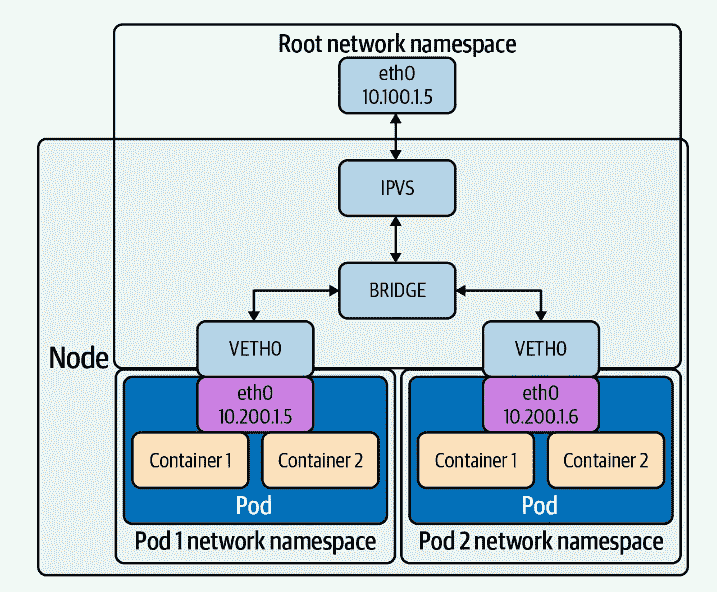 Root network namespace
eth0
10.100.1.5
IPVS
BRIDGE
Node
VETH0
VETH0
eth0
10.200.1.5
eth0
10.200.1.6
Container 1
Container 2
Container 1
Container 2
Pod
Pod
Pod 1 network namespace
Pod 2 network namespace